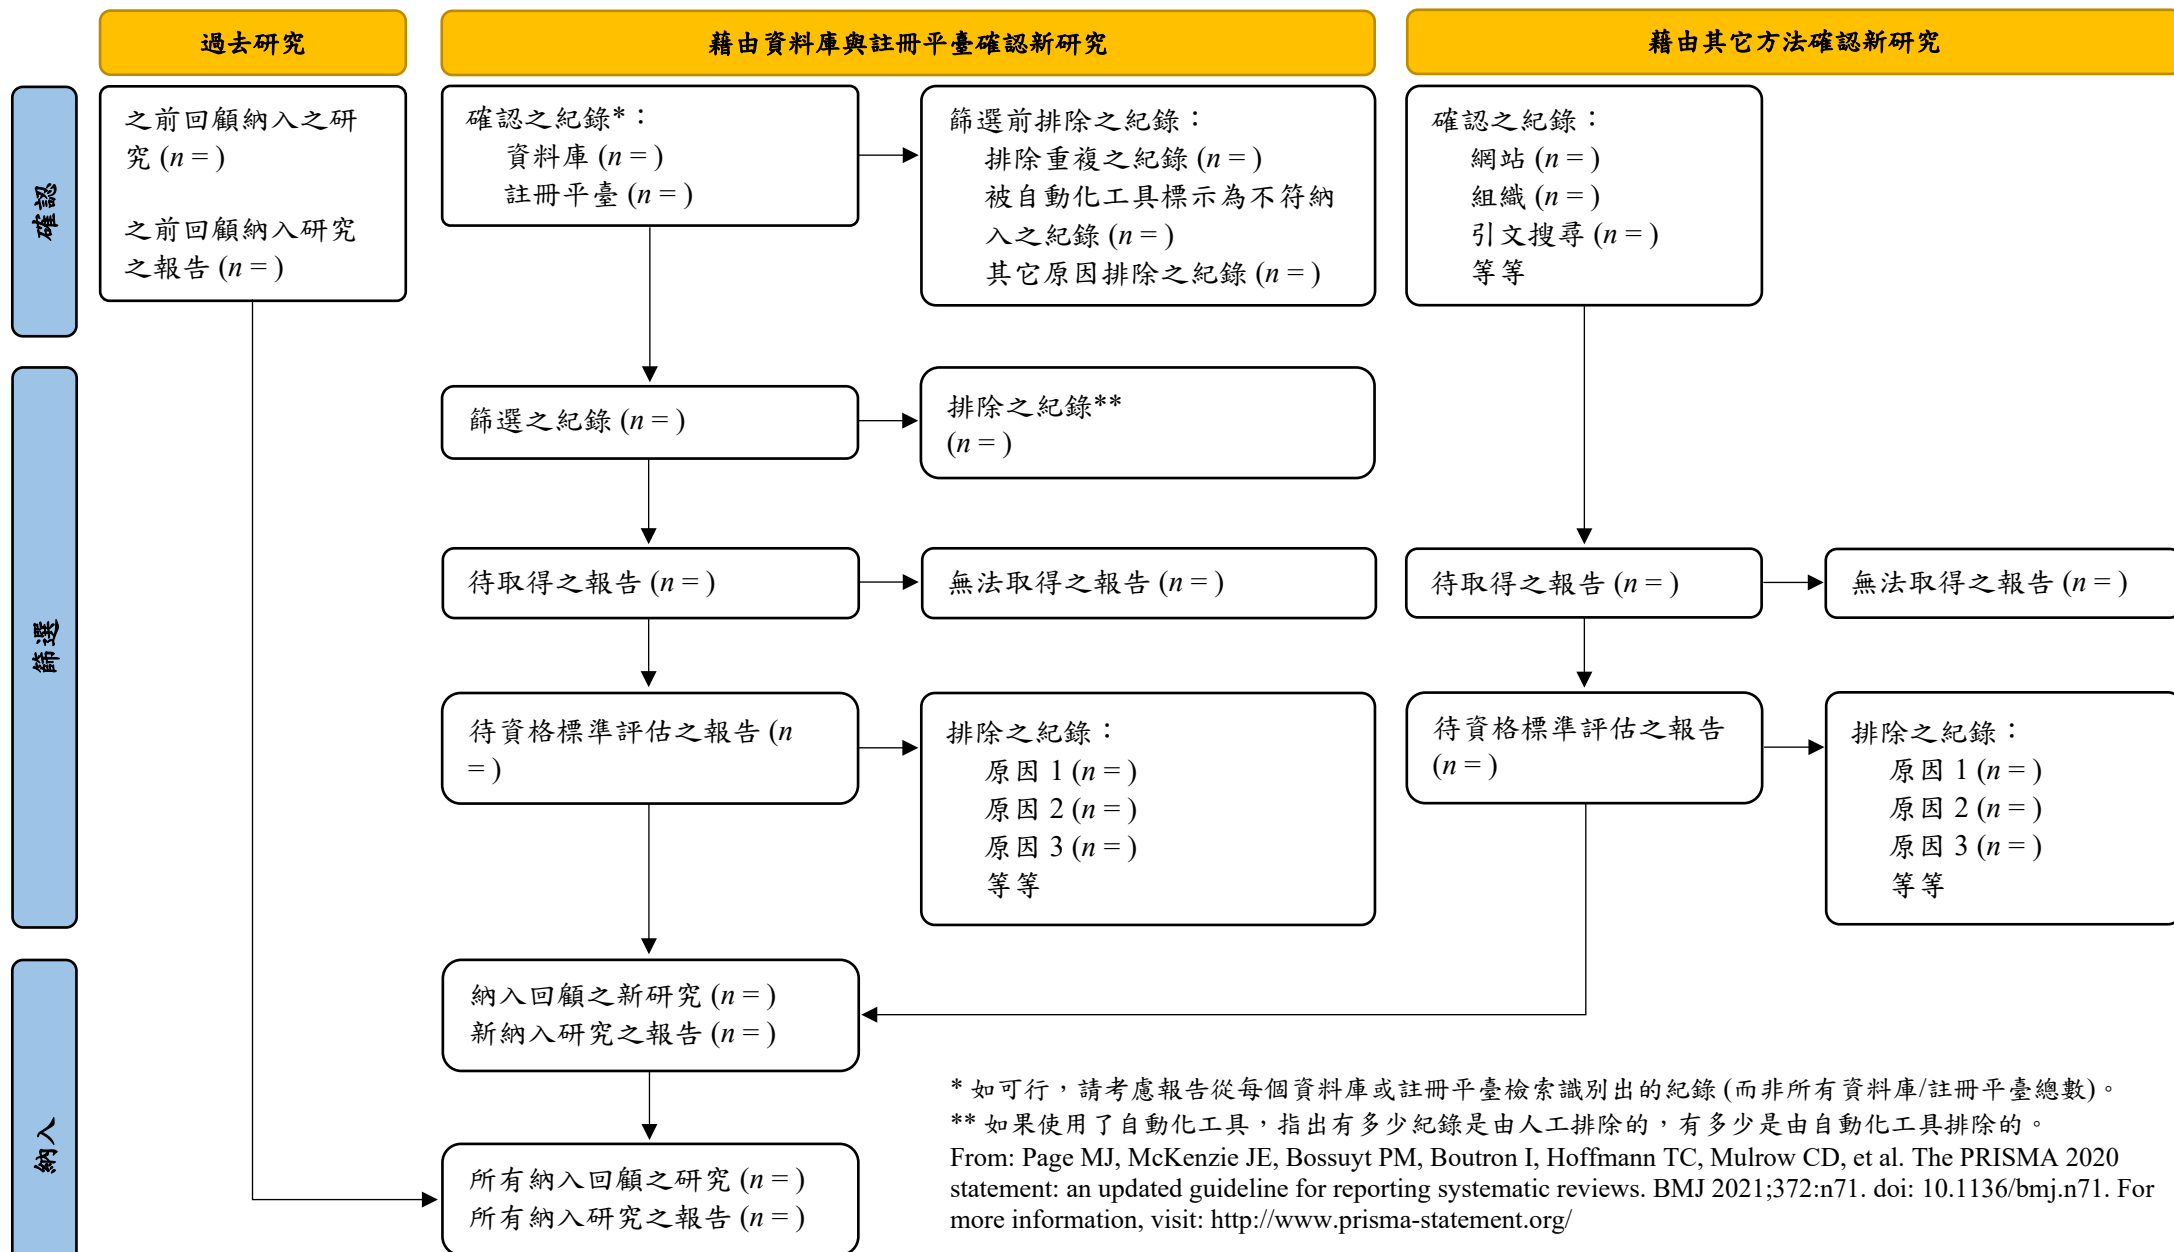 過去研究
藉由資料庫與註冊平臺確認新研究
藉由其它方法確認新研究
確認
之前回顧納入之研
究 (n = )
之前回顧納入研究
之報告 (n = )
確認之紀錄*：
資料庫 (n = )
註冊平臺 (n = )
篩選前排除之紀錄：
排除重複之紀錄 (n = )
被自動化工具標示為不符納
入之紀錄 (n = )
其它原因排除之紀錄 (n = )
確認之紀錄：
網站 (n = )
組織 (n = )
引文搜尋 (n = )
等等
篩選
篩選之紀錄 (n = )
排除之紀錄**
(n = )
待取得之報告 (n = )
無法取得之報告 (n = )
待取得之報告 (n = )
無法取得之報告 (n = )
待資格標準評估之報告 (n
= )
排除之紀錄：
原因 1 (n = )
原因 2 (n = )
原因 3 (n = )
等等
待資格標準評估之報告
(n = )
排除之紀錄：
原因 1 (n = )
原因 2 (n = )
原因 3 (n = )
等等
納入
納入回顧之新研究 (n = )
新納入研究之報告 (n = )
所有納入回顧之研究 (n = )
所有納入研究之報告 (n = )
* 如可行，請考慮報告從每個資料庫或註冊平臺檢索識別出的紀錄 (而非所有資料庫/註冊平臺總數)。
** 如果使用了自動化工具，指出有多少紀錄是由人工排除的，有多少是由自動化工具排除的。
From: Page MJ, McKenzie JE, Bossuyt PM, Boutron I, Hoffmann TC, Mulrow CD, et al. The PRISMA 2020
statement: an updated guideline for reporting systematic reviews. BMJ 2021;372:n71. doi: 10.1136/bmj.n71. For
more information, visit: http://www.prisma-statement.org/